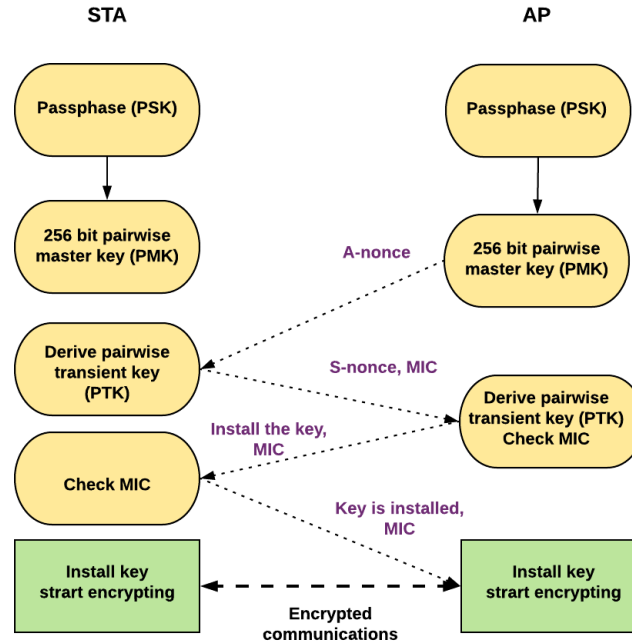 STA
AP
Passphase (PSK)
Passphase (PSK)
256 bit pairwise
master key (PMK)
A-nonce
256 bit pairwise
master key (PMK)
Derive pairwise
transient key
(PTK)
S-nonce, MIC
Derive pairwise
transient key (PTK)
Check MIC
Install the key,
MIC
Check MIC
Key is installed,
MIC
Install key
strart encrypting
Install key
strart encrypting
Encrypted
communications